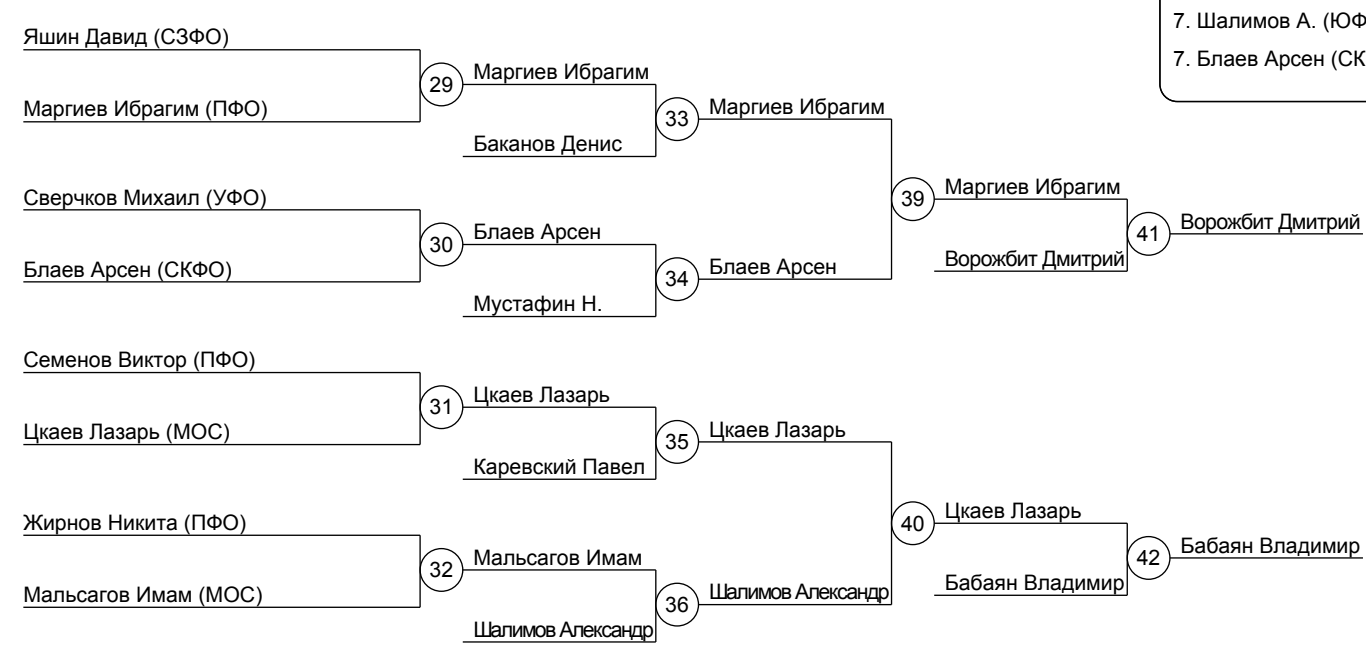 7. Шалимов А. (ЮФ
7. Блаев Арсен (СК
Яшин Давид (СЗФО)
29
Маргиев Ибрагим
Маргиев Ибрагим (ПФО)
33
Маргиев Ибрагим
Баканов Денис
Сверчков Михаил (УФО)
39
Маргиев Ибрагим
30
Блаев Арсен
41
Ворожбит Дмитрий
Блаев Арсен (СКФО)
34
Блаев Арсен
Ворожбит Дмитрий
Мустафин Н.
Семенов Виктор (ПФО)
31
Цкаев Лазарь
Цкаев Лазарь (МОС)
35
Цкаев Лазарь
Каревский Павел
Жирнов Никита (ПФО)
40
Цкаев Лазарь
32
Мальсагов Имам
42
Бабаян Владимир
Мальсагов Имам (МОС)
36
Шалимов Александр
Бабаян Владимир
Шалимов Александр